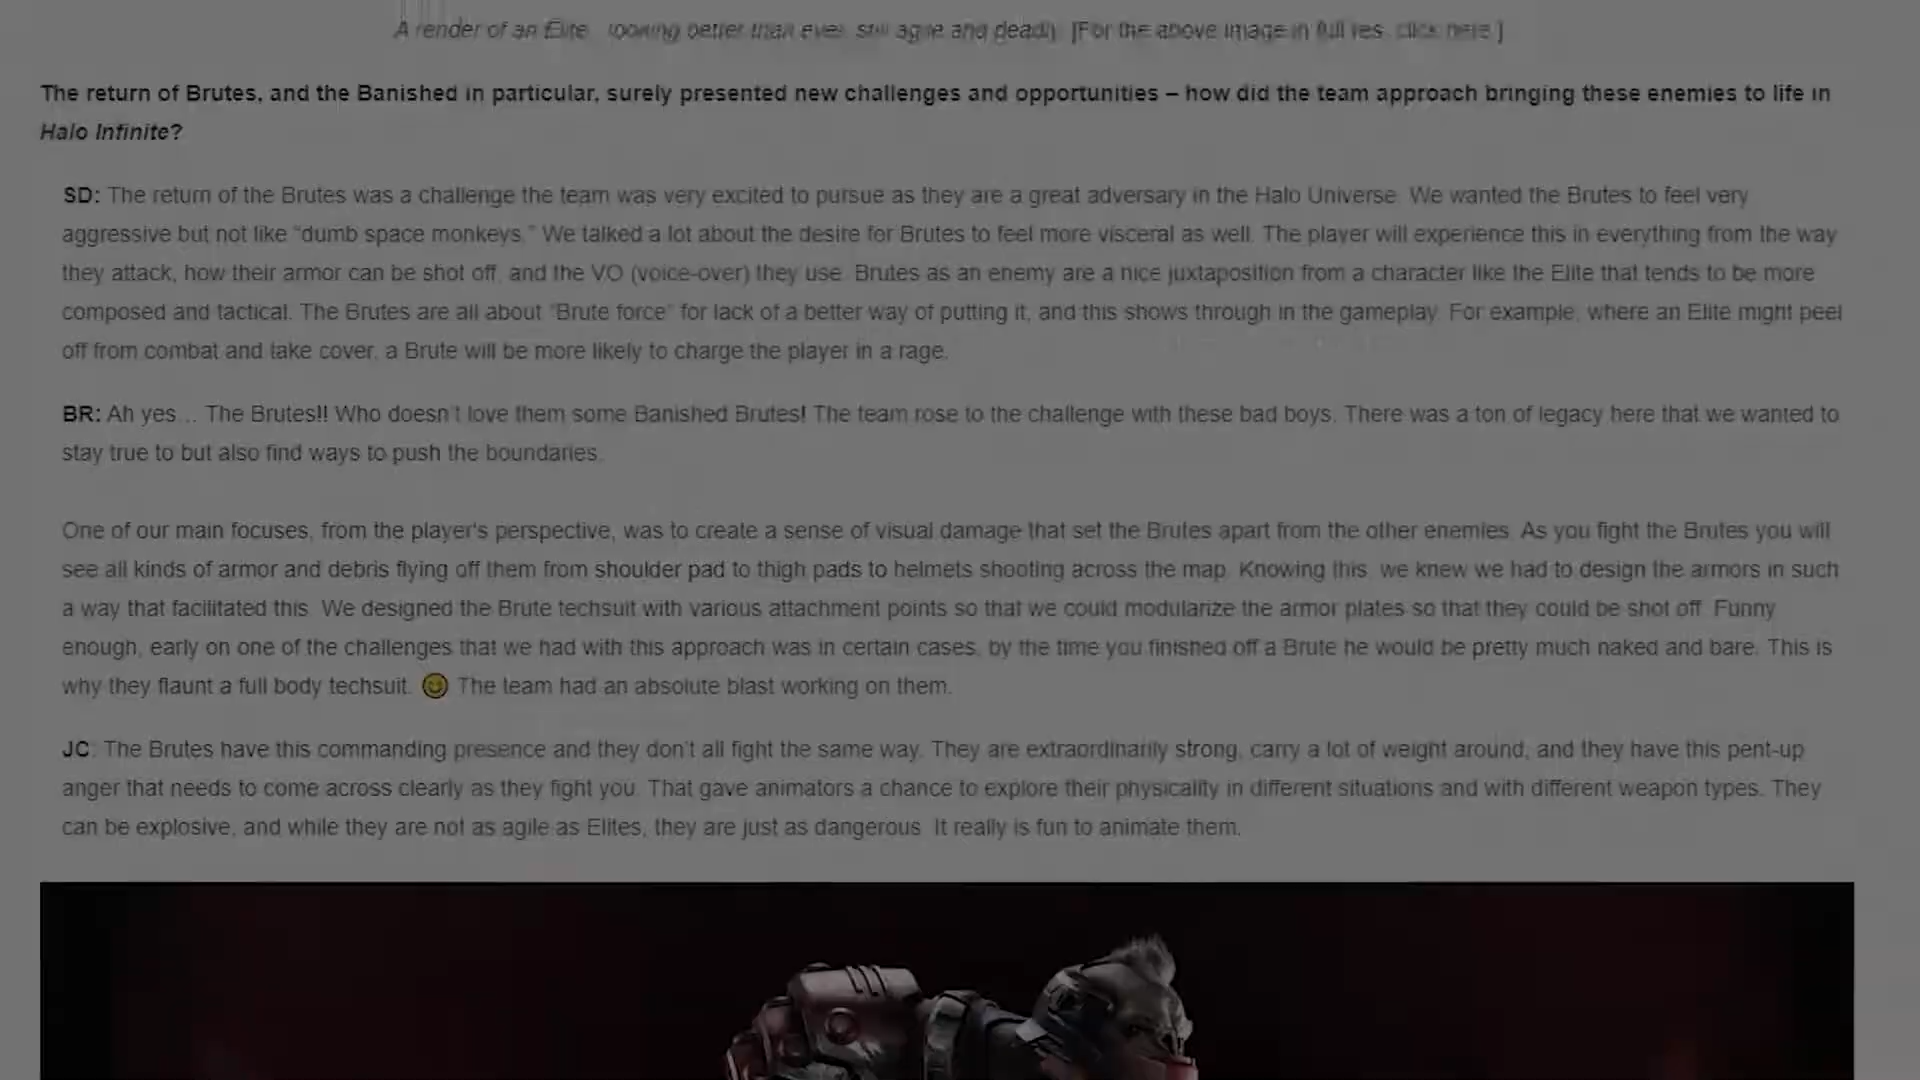 A render of an Elite looking better than ever, still agile and deadly. [For the above image in full res, click here.]
The return of Brutes, and the Banished in particular, surely presented new challenges and opportunities – how did the team approach bringing these enemies to life in
Halo Infinite?
SD: The return of the Brutes was a challenge the team was very excited to pursue as they are a great adversary in the Halo Universe. We wanted the Brutes to feel very
aggressive but not like “dumb space monkeys.” We talked a lot about the desire for Brutes to feel more visceral as well. The player will experience this in everything from the way
they attack, how their armor can be shot off, and the VO (voice-over) they use. Brutes as an enemy are a nice juxtaposition from a character like the Elite that tends to be more
composed and tactical. The Brutes are all about “Brute force” for lack of a better way of putting it, and this shows through in the gameplay. For example, where an Elite might peel
off from combat and take cover, a Brute will be more likely to charge the player in a rage.
BR: Ah yes… The Brutes!! Who doesn’t love them some Banished Brutes! The team rose to the challenge with these bad boys. There was a ton of legacy here that we wanted to
stay true to but also find ways to push the boundaries.
One of our main focuses, from the player's perspective, was to create a sense of visual damage that set the Brutes apart from the other enemies. As you fight the Brutes you will
see all kinds of armor and debris flying off them from shoulder pad to thigh pads to helmets shooting across the map. Knowing this, we knew we had to design the armors in such
a way that facilitated this. We designed the Brute techsuit with various attachment points so that we could modularize the armor plates so that they could be shot off. Funny
enough, early on one of the challenges that we had with this approach was in certain cases, by the time you finished off a Brute he would be pretty much naked and bare. This is
why they flaunt a full body techsuit. 🙂 The team had an absolute blast working on them.
JC: The Brutes have this commanding presence and they don’t all fight the same way. They are extraordinarily strong, carry a lot of weight around, and they have this pent-up
anger that needs to come across clearly as they fight you. That gave animators a chance to explore their physicality in different situations and with different weapon types. They
can be explosive, and while they are not as agile as Elites, they are just as dangerous. It really is fun to animate them.